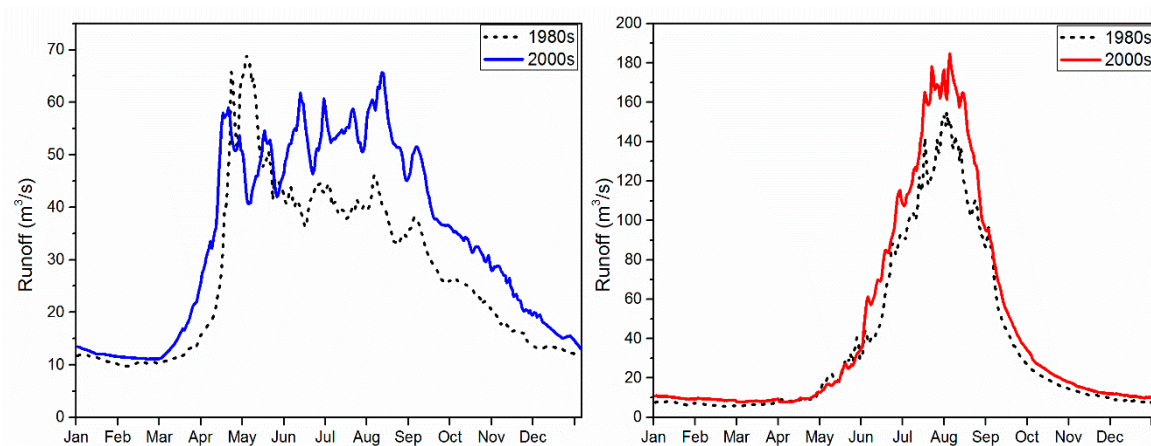 70
60
50
40
30
20
10
0
Runoff (m³/s)
1980s
2000s
Jan Feb Mar Apr May Jun Jul Aug Sep Oct Nov Dec
200
180
160
140
120
100
80
60
40
20
0
Runoff (m³/s)
1980s
2000s
Jan Feb Mar Apr May Jun Jul Aug Sep Oct Nov Dec